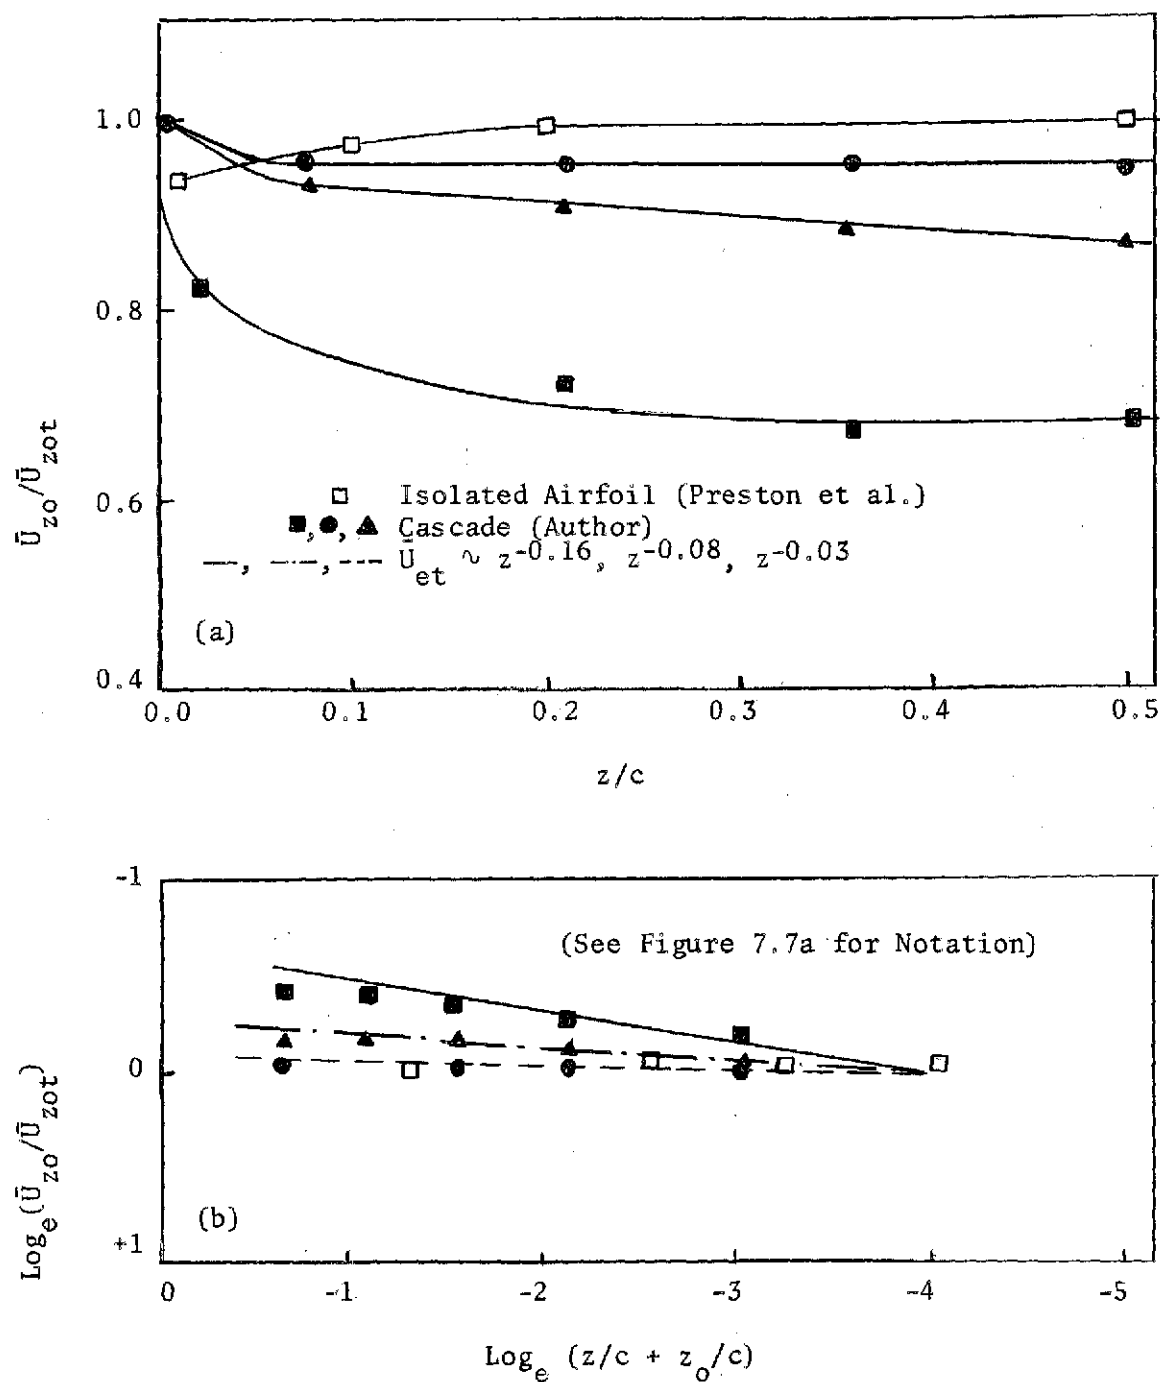 1.0
0.8
0.6
0.4
Ū_zo/Ū_zot
□ Isolated Airfoil (Preston et al.)
■,●,▲ Cascade (Author)
—, —·—, --- Ū_et ~ z^-0.16, z^-0.08, z^-0.03
(a)
0.0 0.1 0.2 0.3 0.4 0.5
z/c
-1
0
+1
Log_e(Ū_zo/Ū_zot)
(See Figure 7.7a for Notation)
(b)
0 -1 -2 -3 -4 -5
Log_e (z/c + z_o/c)